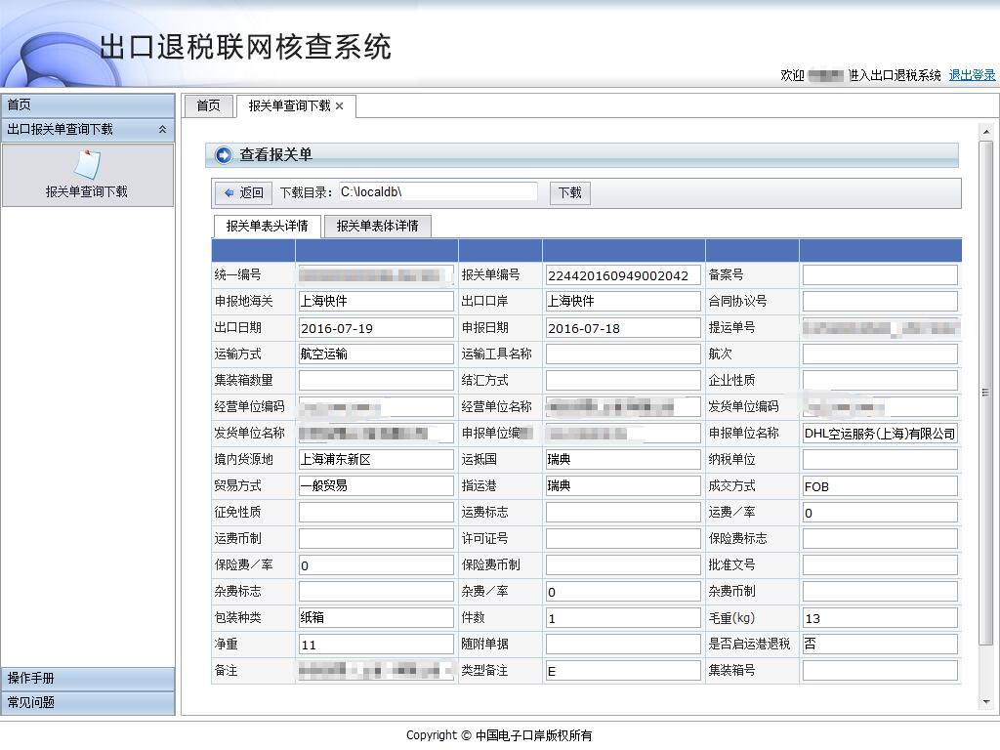 出口退税联网核查系统
欢迎 进入出口退税系统 退出登录
首页
出口报关单查询下载
报关单查询下载
首页 报关单查询下载 ×
查看报关单
返回 下载目录: C:\localdb\ 下载
报关单表头详情 报关单表体详情
统一编号 报关单编号 224420160949002042 备案号
申报地海关 上海快件 出口口岸 上海快件 合同协议号
出口日期 2016-07-19 申报日期 2016-07-18 提运单号
运输方式 航空运输 运输工具名称 航次
集装箱数量 结汇方式 企业性质
经营单位编码 经营单位名称 发货单位编码
发货单位名称 申报单位编 申报单位名称 DHL空运服务(上海)有限公司
境内货源地 上海浦东新区 运抵国 瑞典 纳税单位
贸易方式 一般贸易 指运港 瑞典 成交方式 FOB
征免性质 运费标志 运费／率 0
运费币制 许可证号 保险费标志
保险费／率 0 保险费币制 批准文号
杂费标志 杂费／率 0 杂费币制
包装种类 纸箱 件数 1 毛重(kg) 13
净重 11 随附单据 是否启运港退税 否
备注 类型备注 E 集装箱号
操作手册
常见问题
Copyright © 中国电子口岸版权所有